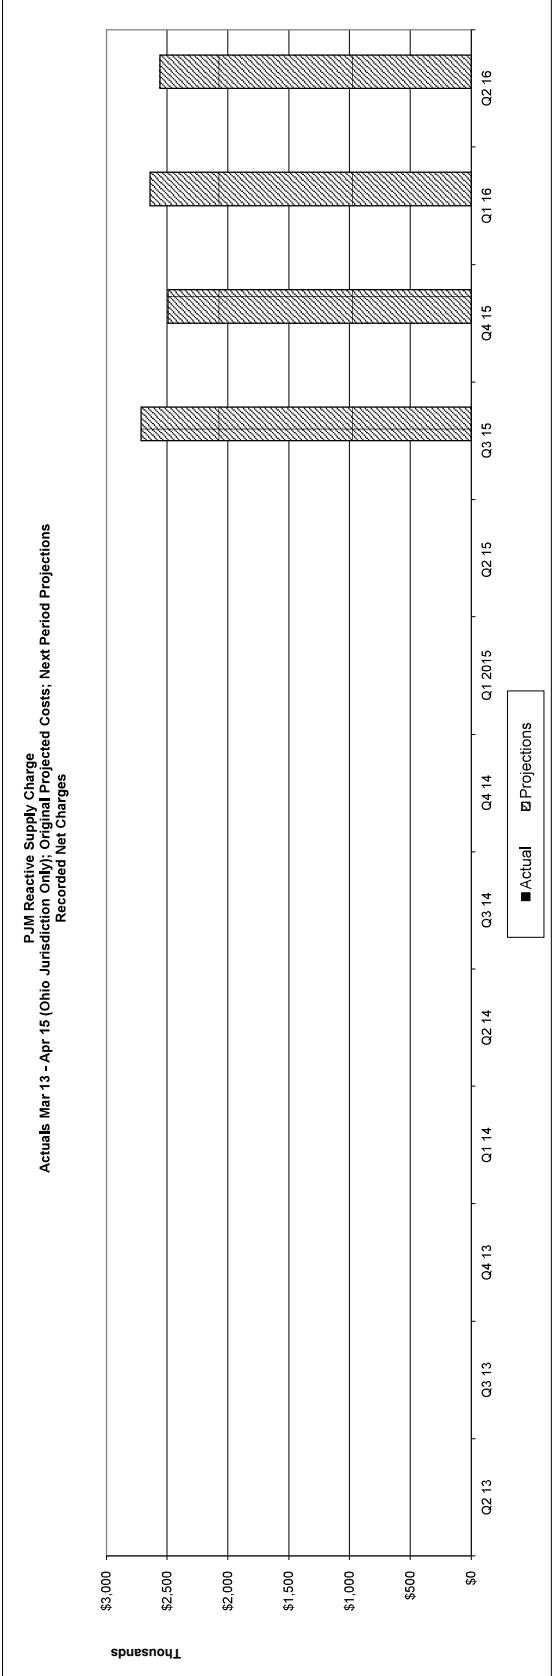 PJM Reactive Supply Charge
Actuals Mar 13 - Apr 15 (Ohio Jurisdiction Only); Original Projected Costs; Next Period Projections
Recorded Net Charges
Thousands
$3,000
$2,500
$2,000
$1,500
$1,000
$500
$0
Q2 13
Q3 13
Q4 13
Q1 14
Q2 14
Q3 14
Q4 14
Q1 2015
Q2 15
Q3 15
Q4 15
Q1 16
Q2 16
Actual
Projections